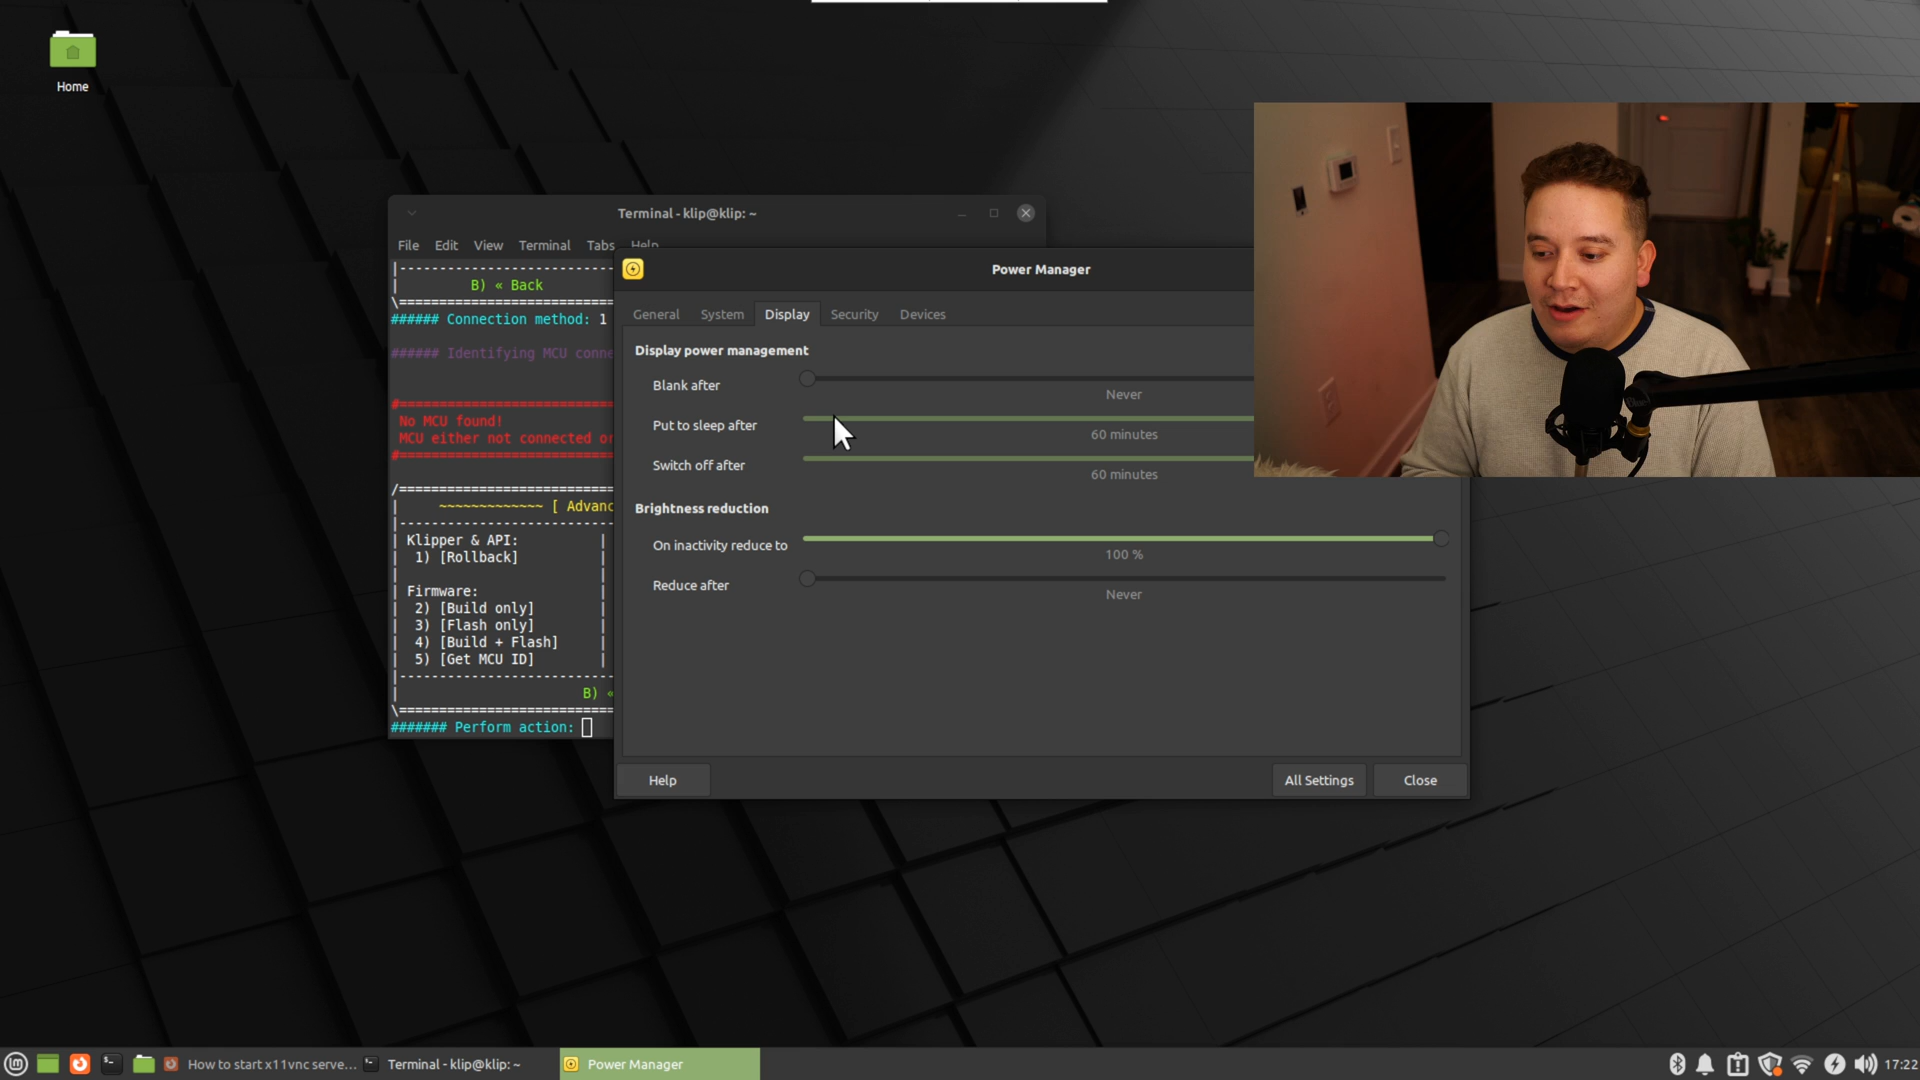 Home
Terminal - klip@klip: ~
File Edit View Terminal Tabs Help
|--------------------------
| B) « Back
\==========================
###### Connection method: 1
###### Identifying MCU conne
#==========================
No MCU found!
MCU either not connected or
#==========================
/==========================
| ~~~~~~~~~~~~~ [ Advanc
|--------------------------
| Klipper & API: |
| 1) [Rollback] |
| |
| Firmware: |
| 2) [Build only] |
| 3) [Flash only] |
| 4) [Build + Flash] |
| 5) [Get MCU ID] |
|--------------------------
| B) «
\==========================
####### Perform action:
Power Manager
General System Display Security Devices
Display power management
Blank after
Never
Put to sleep after
60 minutes
Switch off after
60 minutes
Brightness reduction
On inactivity reduce to
100 %
Reduce after
Never
Help All Settings Close
How to start x11vnc serve... Terminal - klip@klip: ~ Power Manager 17:22